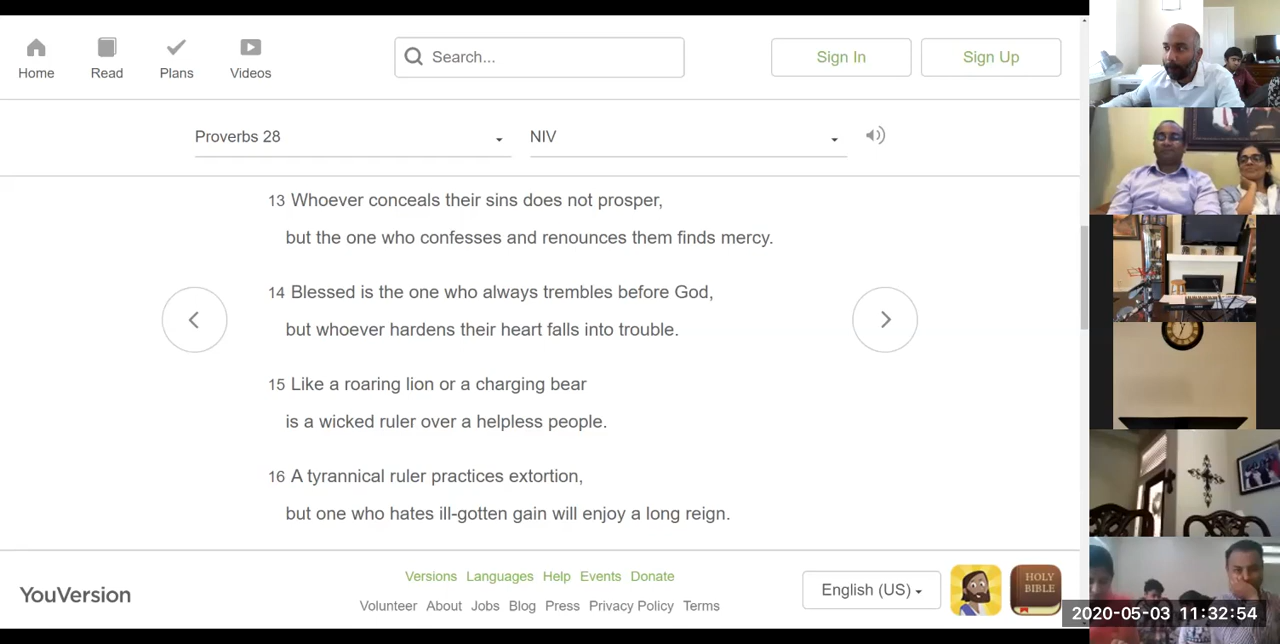 Home Read Plans Videos
Search...
Sign In Sign Up
Proverbs 28 NIV
13 Whoever conceals their sins does not prosper,
but the one who confesses and renounces them finds mercy.
14 Blessed is the one who always trembles before God,
but whoever hardens their heart falls into trouble.
15 Like a roaring lion or a charging bear
is a wicked ruler over a helpless people.
16 A tyrannical ruler practices extortion,
but one who hates ill-gotten gain will enjoy a long reign.
Versions Languages Help Events Donate
YouVersion
Volunteer About Jobs Blog Press Privacy Policy Terms
English (US)
HOLY
BIBLE
2020-05-03 11:32:54